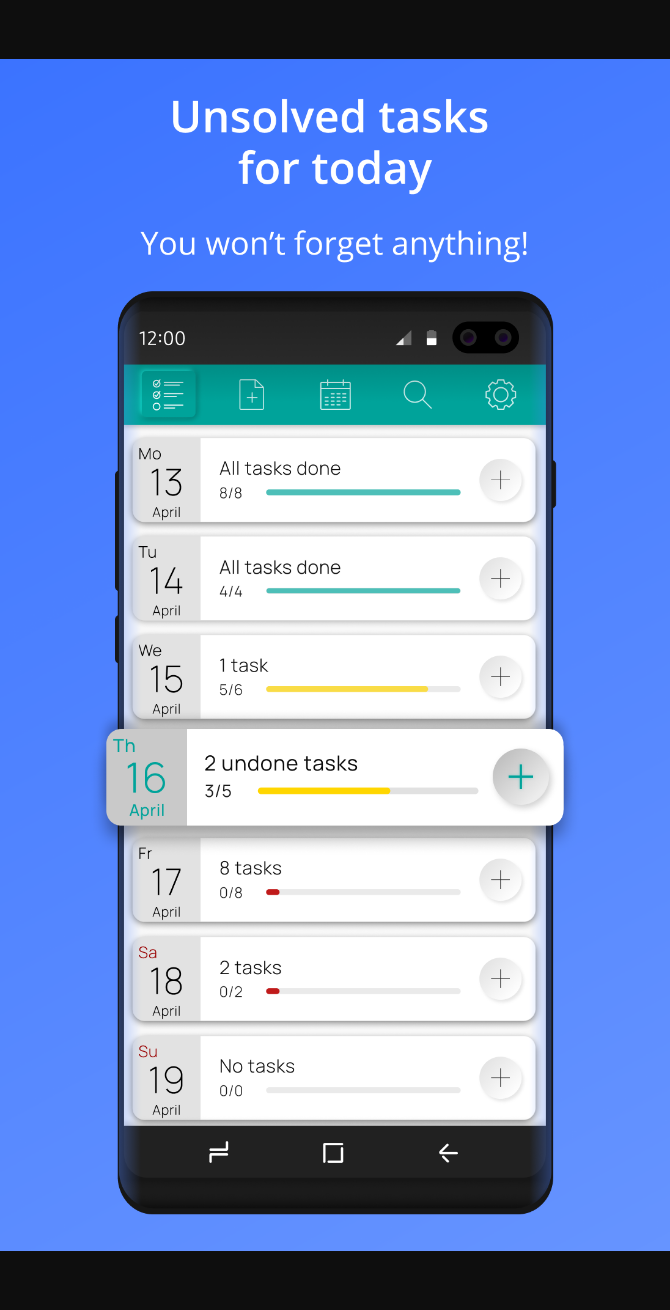 Unsolved tasks
for today
You won’t forget anything!
12:00
Mo
13
April
All tasks done
8/8
Tu
14
April
All tasks done
4/4
We
15
April
1 task
5/6
Th
16
April
2 undone tasks
3/5
Fr
17
April
8 tasks
0/8
Sa
18
April
2 tasks
0/2
Su
19
April
No tasks
0/0